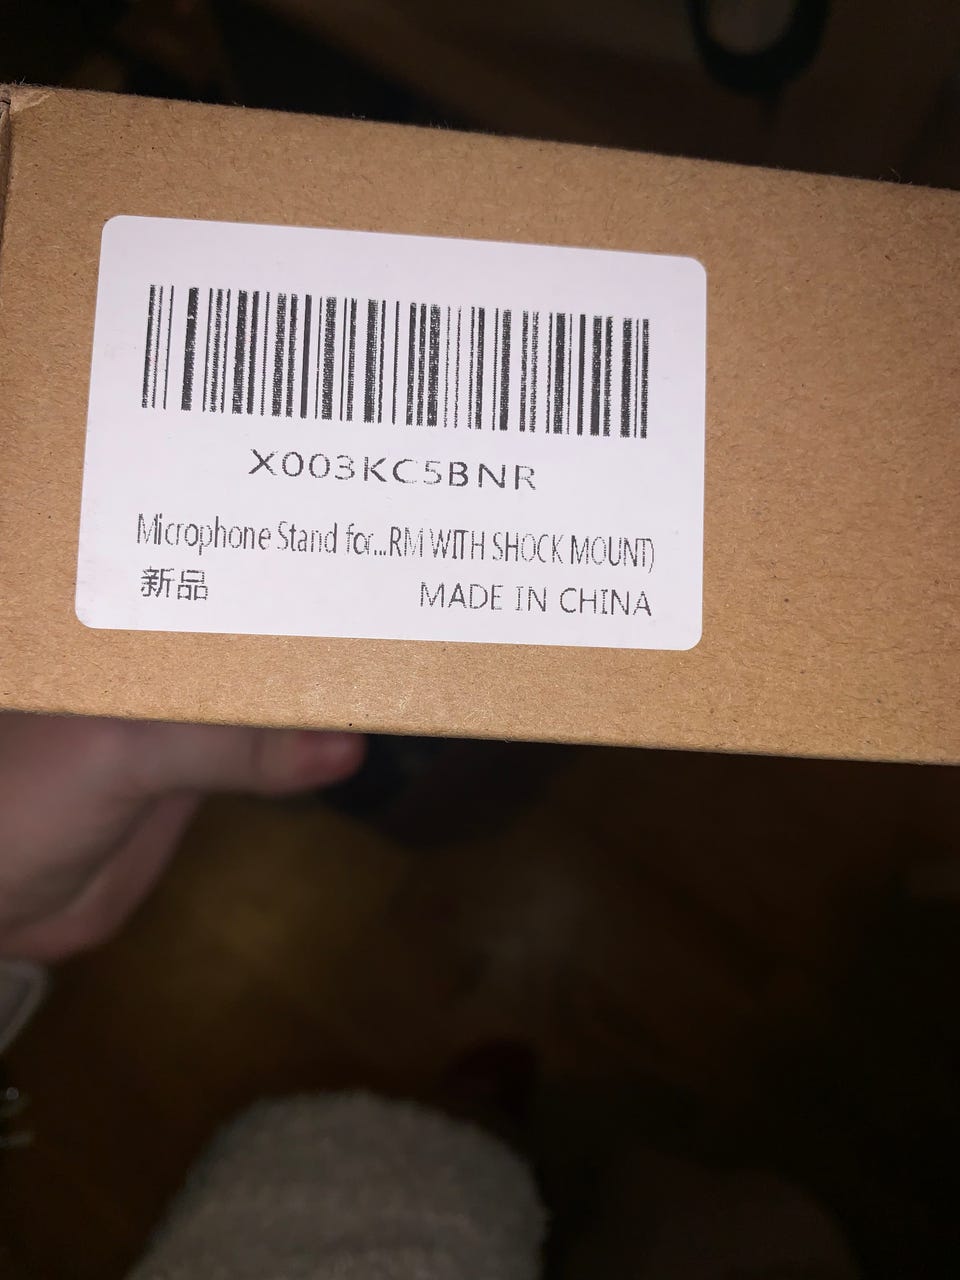 X003KC5BNR
Microphone Stand for...RM WITH SHOCK MOUNT)
新品
MADE IN CHINA